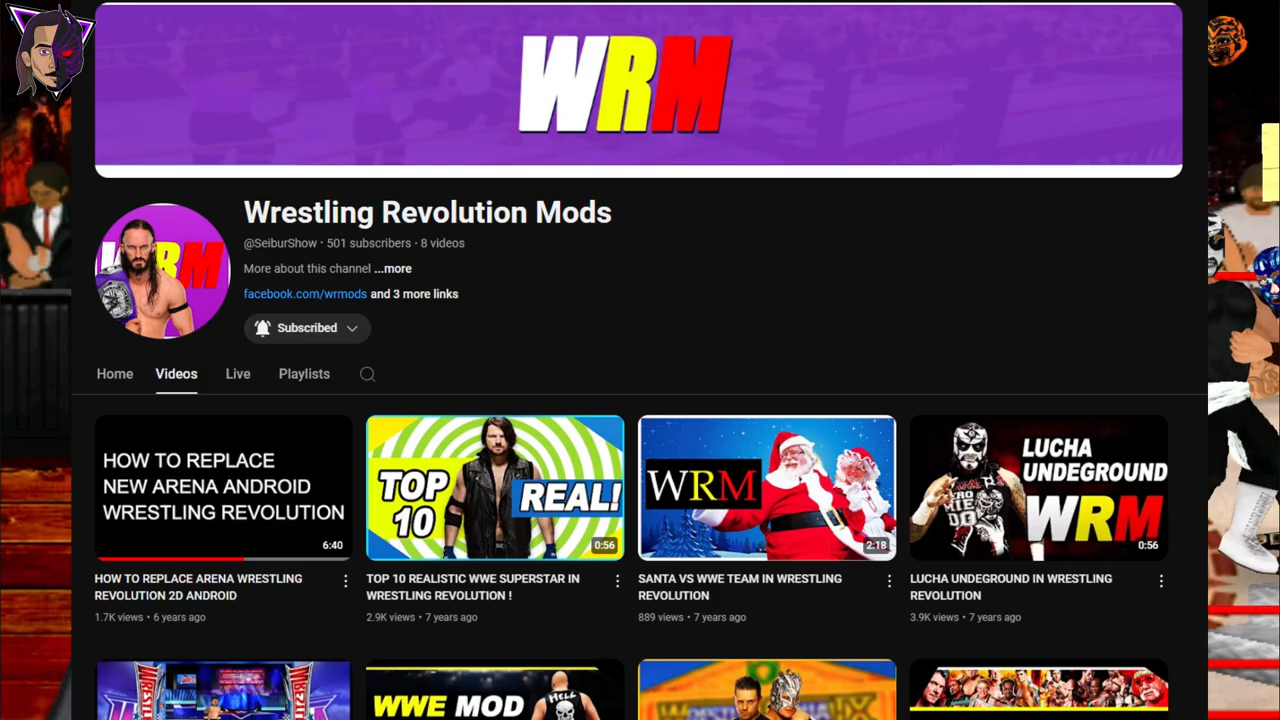 WRM
Wrestling Revolution Mods
@SeiburShow · 501 subscribers · 8 videos
More about this channel ...more
facebook.com/wrmods and 3 more links
Subscribed
Home Videos Live Playlists
HOW TO REPLACE
NEW ARENA ANDROID
WRESTLING REVOLUTION
6:40
TOP
10
REAL!
0:56
WRM
2:18
LUCHA
UNDEGROUND
WRM
0:56
HOW TO REPLACE ARENA WRESTLING
REVOLUTION 2D ANDROID
1.7K views · 6 years ago
TOP 10 REALISTIC WWE SUPERSTAR IN
WRESTLING REVOLUTION !
2.9K views · 7 years ago
SANTA VS WWE TEAM IN WRESTLING
REVOLUTION
889 views · 7 years ago
LUCHA UNDEGROUND IN WRESTLING
REVOLUTION
3.9K views · 7 years ago
WWE MOD
HELL